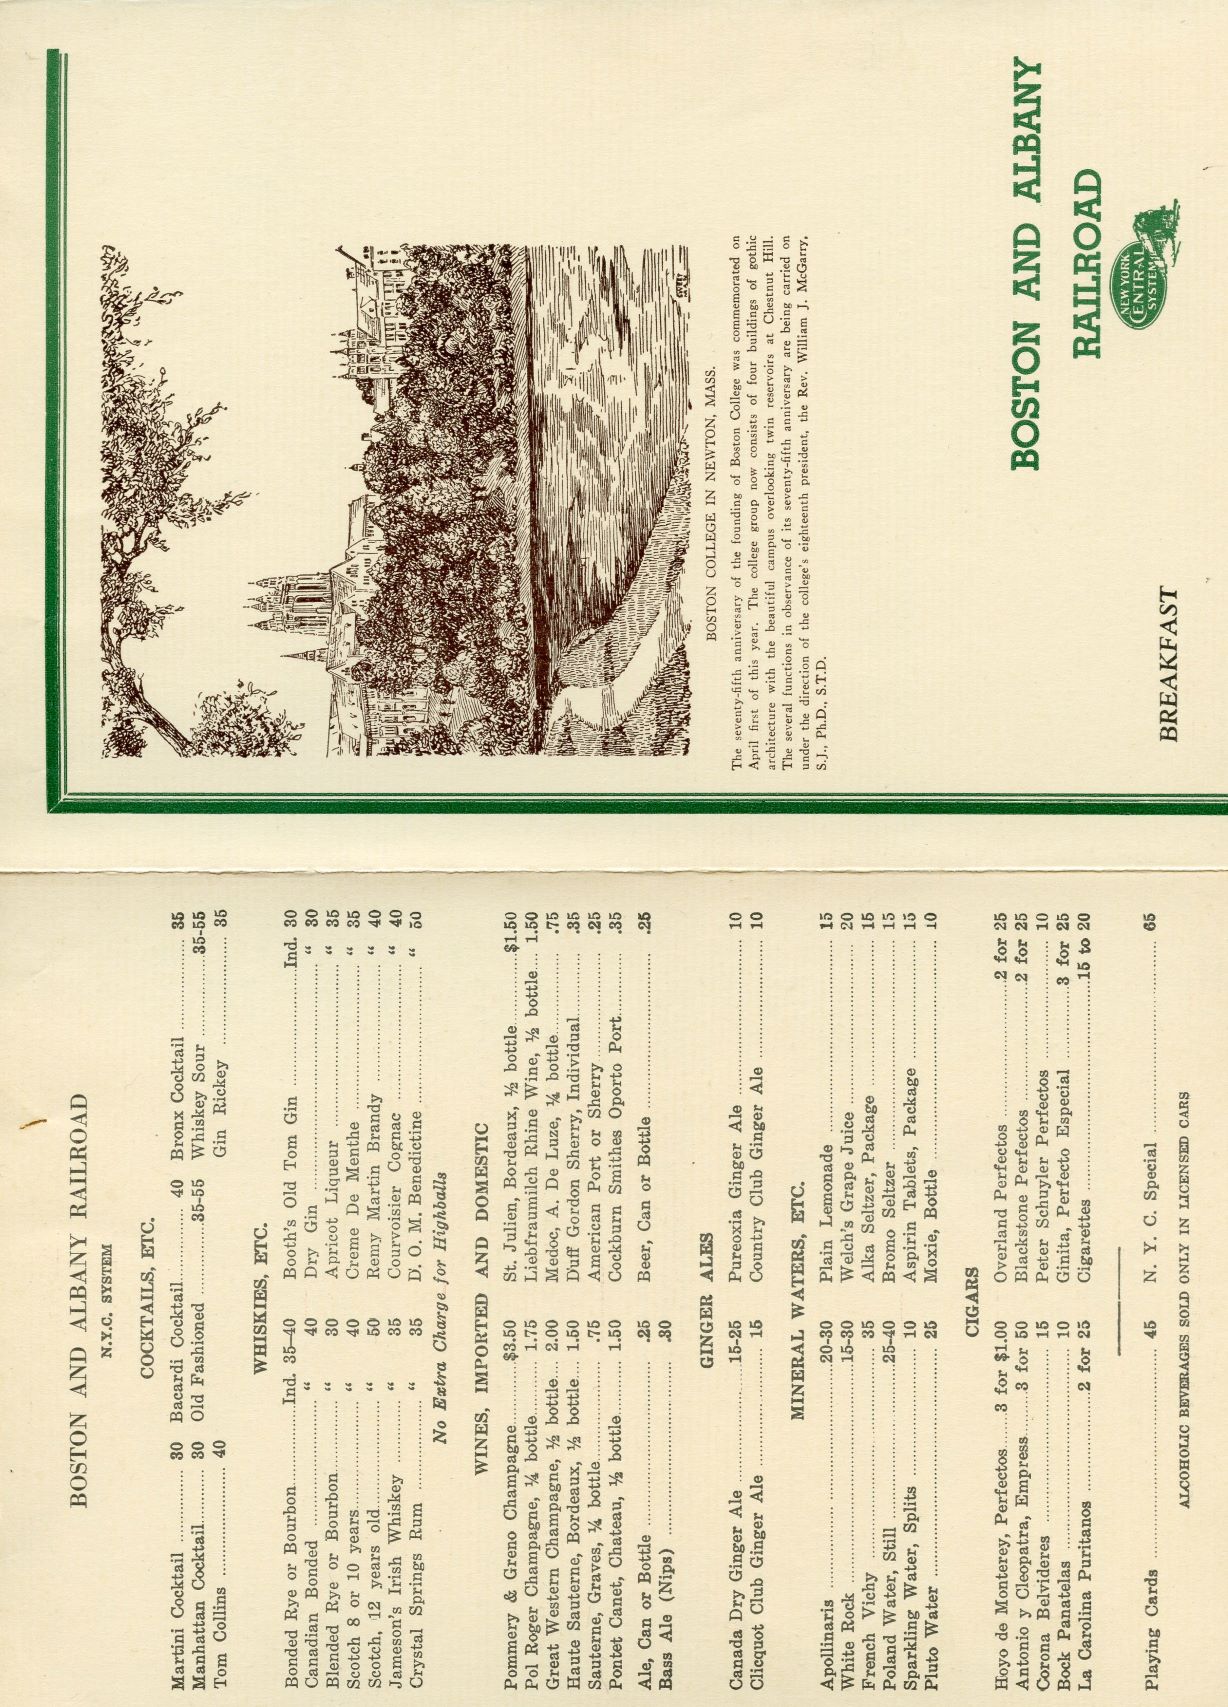 BOSTON AND ALBANY RAILROAD
N.Y.C. SYSTEM
COCKTAILS, ETC.
Martini Cocktail ............... 30 Bacardi Cocktail............... 40 Bronx Cocktail ................... 35
Manhattan Cocktail........... 30 Old Fashioned ...............35-55 Whiskey Sour .................35-55
Tom Collins ....................... 40 Gin Rickey ....................... 35
WHISKIES, ETC.
Bonded Rye or Bourbon................Ind. 35–40
Canadian Bonded .......................... “ 40
Blended Rye or Bourbon............... “ 30
Scotch 8 or 10 years....................... “ 40
Scotch, 12 years old....................... “ 50
Jameson's Irish Whiskey ............. “ 35
Crystal Springs Rum ................... “ 35
Booth's Old Tom Gin .........................Ind. 30
Dry Gin ................................................ “ 30
Apricot Liqueur ................................... “ 35
Creme De Menthe ............................... “ 35
Remy Martin Brandy ......................... “ 40
Courvoisier Cognac ............................. “ 40
D. O. M. Benedictine ............................. “ 50
No Extra Charge for Highballs
WINES, IMPORTED AND DOMESTIC
Pommery & Greno Champagne.............$3.50
Pol Roger Champagne, ¼ bottle........... 1.75
Great Western Champagne, ½ bottle.... 2.00
Haute Sauterne, Bordeaux, ½ bottle.... 1.50
Sauterne, Graves, ¼ bottle..................... .75
Pontet Canet, Chateau, ½ bottle........... 1.50
St. Julien, Bordeaux, ½ bottle...............$1.50
Liebfraumilch Rhine Wine, ½ bottle.... 1.50
Medoc, A. De Luze, ¼ bottle................. .75
Duff Gordon Sherry, Individual............. .35
American Port or Sherry ...................... .25
Cockburn Smithes Oporto Port............. .35
Ale, Can or Bottle ................................... .25
Bass Ale (Nips) ..................................... .30
Beer, Can or Bottle ................................. .25
GINGER ALES
Canada Dry Ginger Ale .........................15-25
Clicquot Club Ginger Ale ......................... 15
Pureoxia Ginger Ale ................................. 10
Country Club Ginger Ale ......................... 10
MINERAL WATERS, ETC.
Apollinaris ...............................................20-30
White Rock ..............................................15-30
French Vichy ............................................. 35
Poland Water, Still .................................25-40
Sparkling Water, Splits ........................... 10
Pluto Water ............................................... 25
Plain Lemonade ......................................... 15
Welch's Grape Juice ................................. 20
Alka Seltzer, Package ............................... 15
Bromo Seltzer ............................................. 15
Aspirin Tablets, Package ......................... 15
Moxie, Bottle ............................................... 10
CIGARS
Hoyo de Monterey, Perfectos.......3 for $1.00
Antonio y Cleopatra, Empress.........3 for 50
Corona Belvideres ..................................... 15
Bock Panatelas ........................................... 10
La Carolina Puritanos ....................2 for 25
Overland Perfectos .............................2 for 25
Blackstone Perfectos .........................2 for 25
Peter Schuyler Perfectos ......................... 10
Ginita, Perfecto Especial ...............3 for 25
Cigarettes .............................................15 to 20
Playing Cards ............................................. 45 N. Y. C. Special ......................................... 65
ALCOHOLIC BEVERAGES SOLD ONLY IN LICENSED CARS
BOSTON COLLEGE IN NEWTON, MASS.
The seventy-fifth anniversary of the founding of Boston College was commemorated on
April first of this year. The college group now consists of four buildings of gothic
architecture with the beautiful campus overlooking twin reservoirs at Chestnut Hill.
The several functions in observance of its seventy-fifth anniversary are being carried on
under the direction of the college's eighteenth president, the Rev. William J. McGarry,
S.J., Ph.D., S.T.D.
BOSTON AND ALBANY
RAILROAD
NEW YORK
CENTRAL
SYSTEM
BREAKFAST